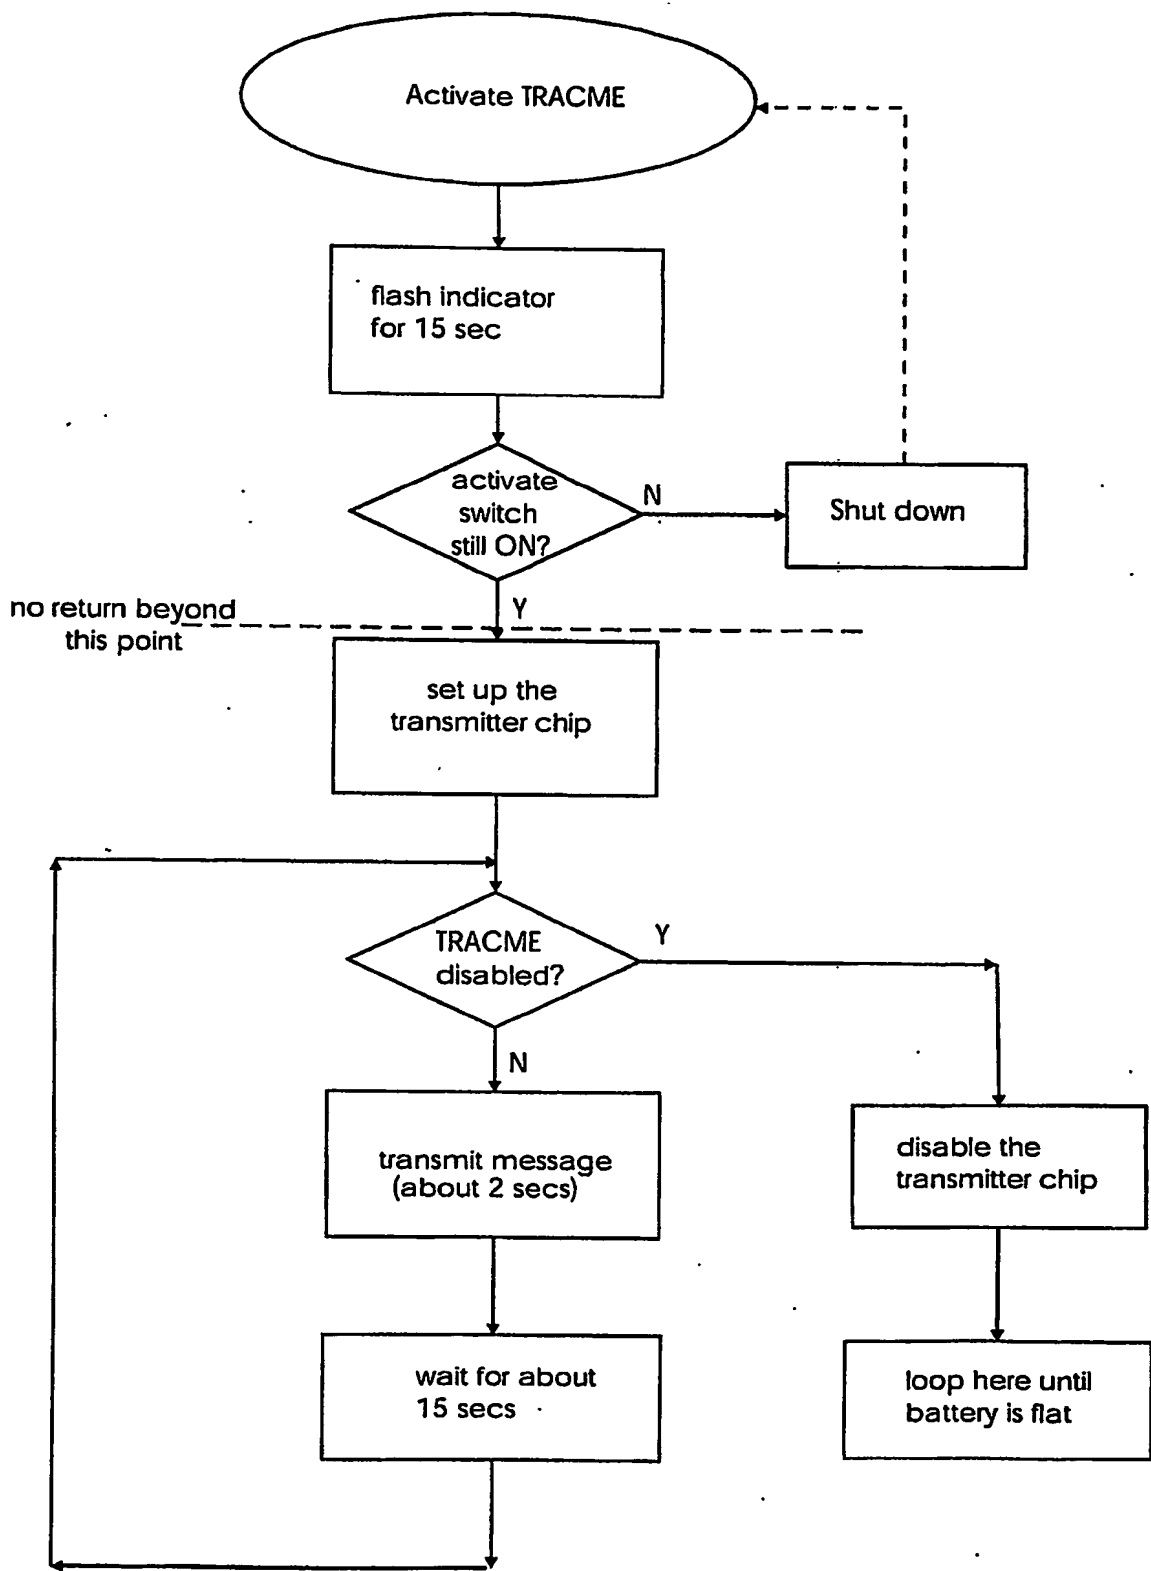 Activate TRACME
flash indicator
for 15 sec
activate
switch
still ON?
N
Shut down
Y
no return beyond
this point
set up the
transmitter chip
TRACME
disabled?
Y
N
transmit message
(about 2 secs)
disable the
transmitter chip
wait for about
15 secs
loop here until
battery is flat